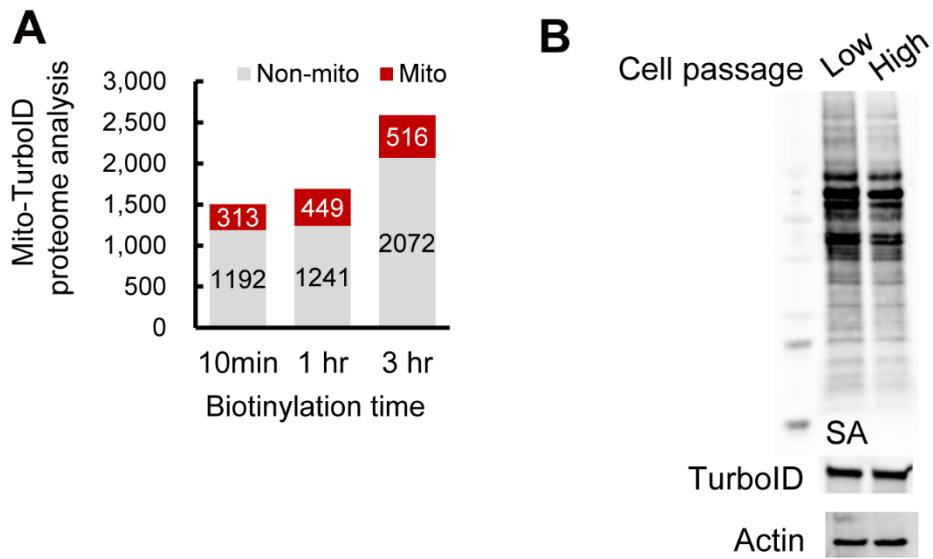 A
Mito-TurboID
proteome analysis
Non-mito Mito
3,000
2,500
2,000
1,500
1,000
500
0
313
449
516
1192
1241
2072
10min 1 hr 3 hr
Biotinylation time
B
Cell passage Low High
SA
TurboID
Actin